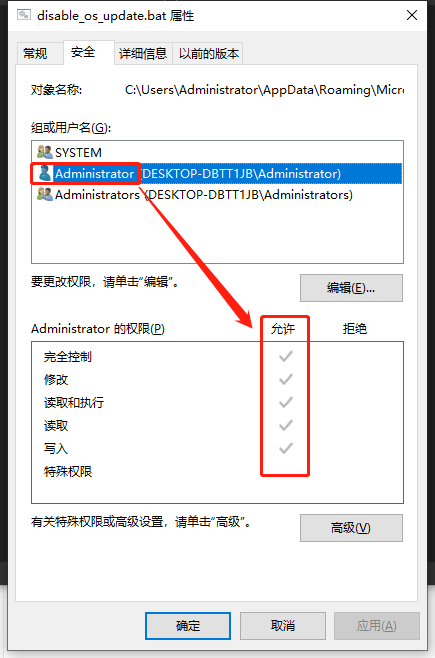 disable_os_update.bat 属性
常规 安全 详细信息 以前的版本
对象名称: C:\Users\Administrator\AppData\Roaming\Micr
组或用户名(G):
SYSTEM
Administrator (DESKTOP-DBTT1JB\Administrator)
Administrators (DESKTOP-DBTT1JB\Administrators)
要更改权限，请单击“编辑”。 编辑(E)...
Administrator 的权限(P) 允许 拒绝
完全控制
修改
读取和执行
读取
写入
特殊权限
有关特殊权限或高级设置，请单击“高级”。 高级(V)
确定 取消 应用(A)